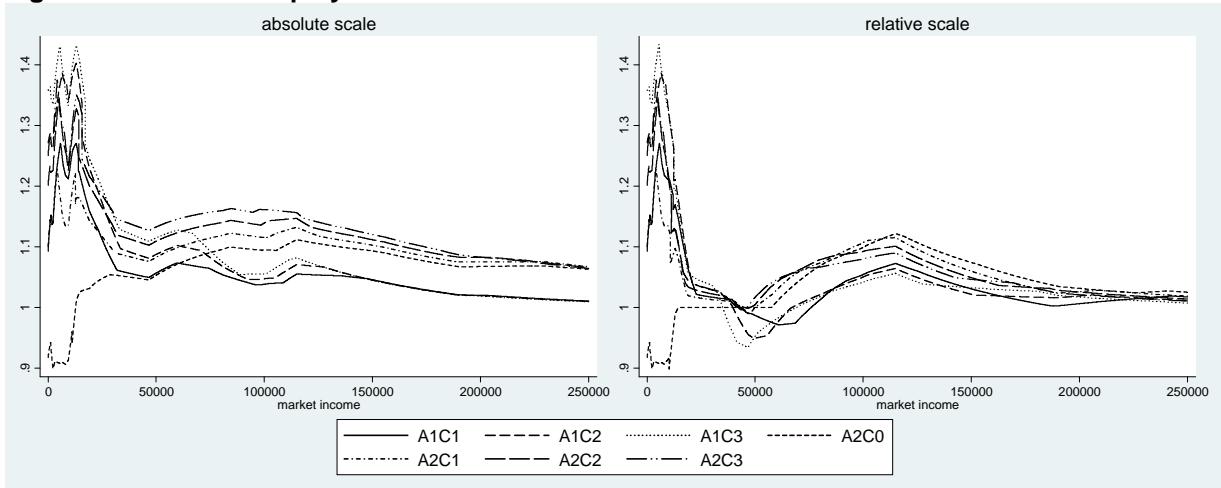 absolute scale
1.4
1.3
1.2
1.1
1
.9
0 50000 100000 150000 200000 250000
market income
relative scale
1.4
1.3
1.2
1.1
1
.9
0 50000 100000 150000 200000 250000
market income
A1C1 A1C2 A1C3 A2C0
A2C1 A2C2 A2C3